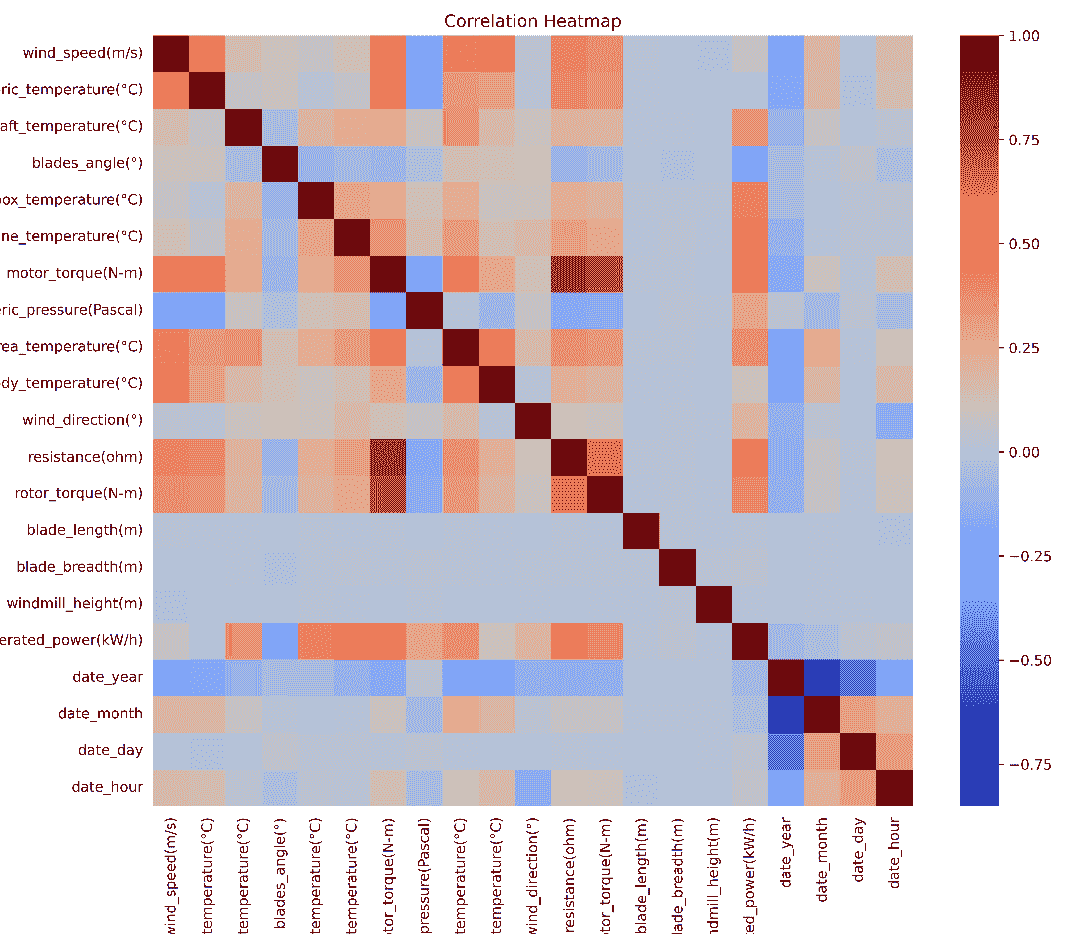 Correlation Heatmap
wind_speed(m/s)
ric_temperature(°C)
aft_temperature(°C)
blades_angle(°)
box_temperature(°C)
ne_temperature(°C)
motor_torque(N-m)
eric_pressure(Pascal)
rea_temperature(°C)
dy_temperature(°C)
wind_direction(°)
resistance(ohm)
rotor_torque(N-m)
blade_length(m)
blade_breadth(m)
windmill_height(m)
erated_power(kW/h)
date_year
date_month
date_day
date_hour
wind_speed(m/s)
temperature(°C)
temperature(°C)
blades_angle(°)
temperature(°C)
temperature(°C)
tor_torque(N-m)
pressure(Pascal)
temperature(°C)
temperature(°C)
wind_direction(°)
resistance(ohm)
otor_torque(N-m)
blade_length(m)
lade_breadth(m)
ndmill_height(m)
ted_power(kW/h)
date_year
date_month
date_day
date_hour
1.00
0.75
0.50
0.25
0.00
−0.25
−0.50
−0.75